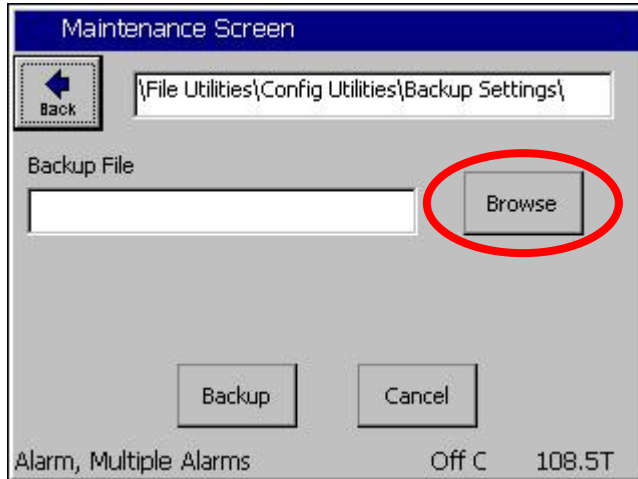 Maintenance Screen
Back
\File Utilities\Config Utilities\Backup Settings\
Backup File
Browse
Backup
Cancel
Alarm, Multiple Alarms Off C 108.5T